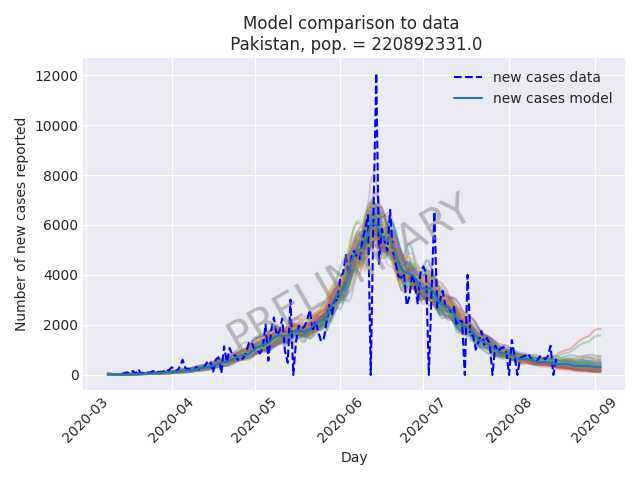 Model comparison to data
Pakistan, pop. = 220892331.0
new cases data
new cases model
Number of new cases reported
12000
10000
8000
6000
4000
2000
0
PRELIMINARY
2020-03
2020-04
2020-05
2020-06
2020-07
2020-08
2020-09
Day